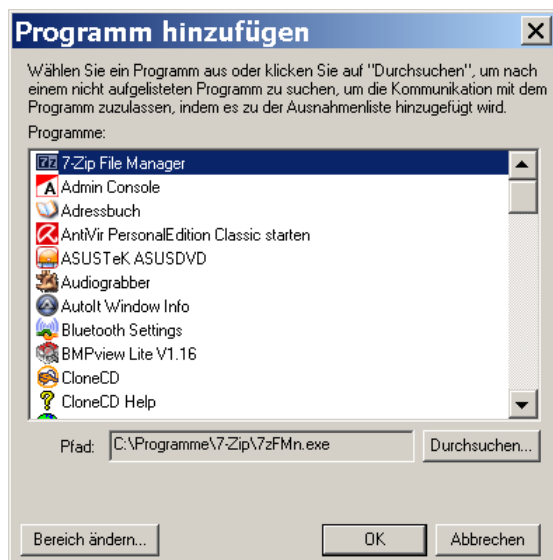 Programm hinzufügen
Wählen Sie ein Programm aus oder klicken Sie auf "Durchsuchen", um nach
einem nicht aufgelisteten Programm zu suchen, um die Kommunikation mit dem
Programm zuzulassen, indem es zu der Ausnahmenliste hinzugefügt wird.
Programme:
7z 7-Zip File Manager
A Admin Console
Adressbuch
AntiVir PersonalEdition Classic starten
ASUSTeK ASUSDVD
Audiograbber
AutoIt Window Info
Bluetooth Settings
BMPview Lite V1.16
CloneCD
? CloneCD Help
Pfad: C:\Programme\7-Zip\7zFMn.exe Durchsuchen...
Bereich ändern... OK Abbrechen